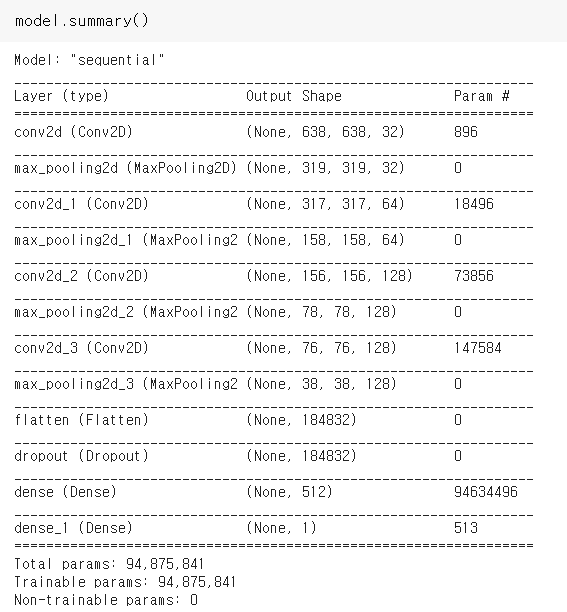 model.summary()
Model: "sequential"
_________________________________________________________________
Layer (type)                 Output Shape              Param #
=================================================================
conv2d (Conv2D)              (None, 638, 638, 32)      896
_________________________________________________________________
max_pooling2d (MaxPooling2D) (None, 319, 319, 32)      0
_________________________________________________________________
conv2d_1 (Conv2D)            (None, 317, 317, 64)      18496
_________________________________________________________________
max_pooling2d_1 (MaxPooling2 (None, 158, 158, 64)      0
_________________________________________________________________
conv2d_2 (Conv2D)            (None, 156, 156, 128)     73856
_________________________________________________________________
max_pooling2d_2 (MaxPooling2 (None, 78, 78, 128)       0
_________________________________________________________________
conv2d_3 (Conv2D)            (None, 76, 76, 128)       147584
_________________________________________________________________
max_pooling2d_3 (MaxPooling2 (None, 38, 38, 128)       0
_________________________________________________________________
flatten (Flatten)            (None, 184832)            0
_________________________________________________________________
dropout (Dropout)            (None, 184832)            0
_________________________________________________________________
dense (Dense)                (None, 512)               94634496
_________________________________________________________________
dense_1 (Dense)              (None, 1)                 513
=================================================================
Total params: 94,875,841
Trainable params: 94,875,841
Non-trainable params: 0